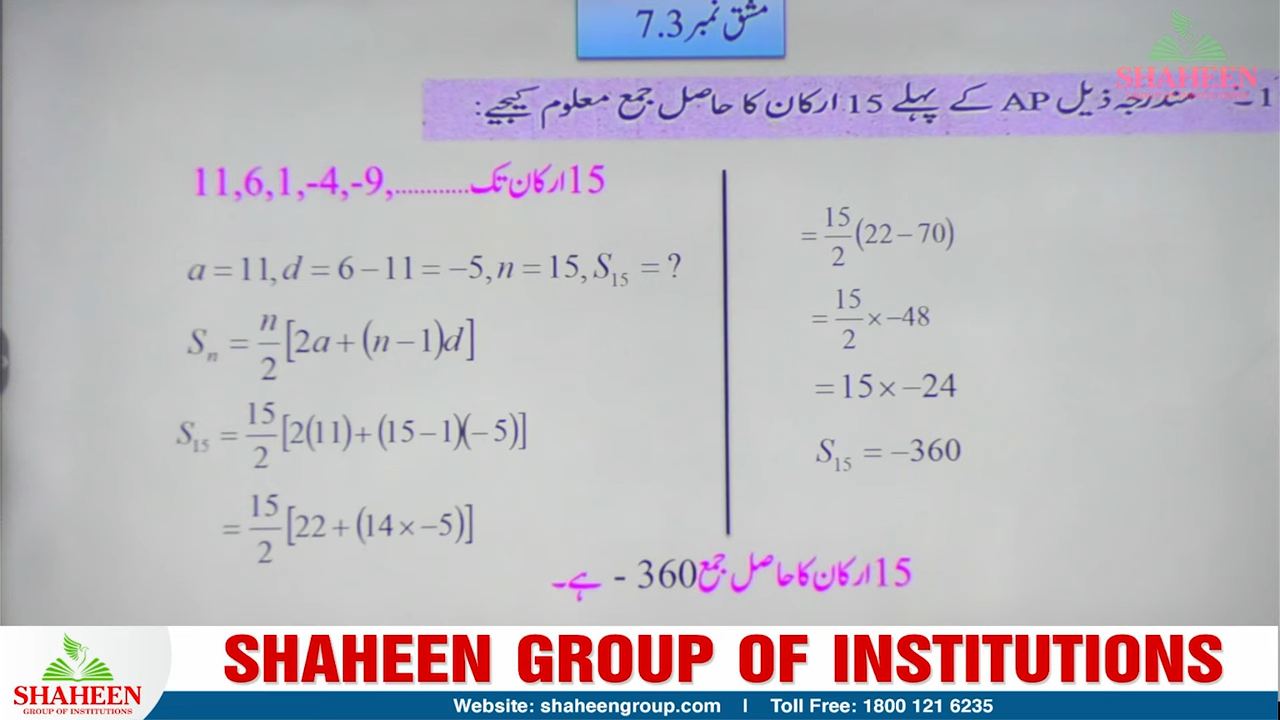 مشق نمبر 7.3
SHAHEEN
1- مندرجہ ذیل AP کے پہلے 15 ارکان کا حاصل جمع معلوم کیجیے:
11,6,1,-4,-9,............15 ارکان تک
a = 11, d = 6 − 11 = −5, n = 15, S₁₅ = ?
Sₙ = n/2 [2a + (n − 1)d]
S₁₅ = 15/2 [2(11) + (15 − 1)(−5)]
= 15/2 [22 + (14 × −5)]
= 15/2 (22 − 70)
= 15/2 × −48
= 15 × −24
S₁₅ = −360
15 ارکان کا حاصل جمع 360 - ہے۔
SHAHEEN
GROUP OF INSTITUTIONS
SHAHEEN GROUP OF INSTITUTIONS
Website: shaheengroup.com I Toll Free: 1800 121 6235